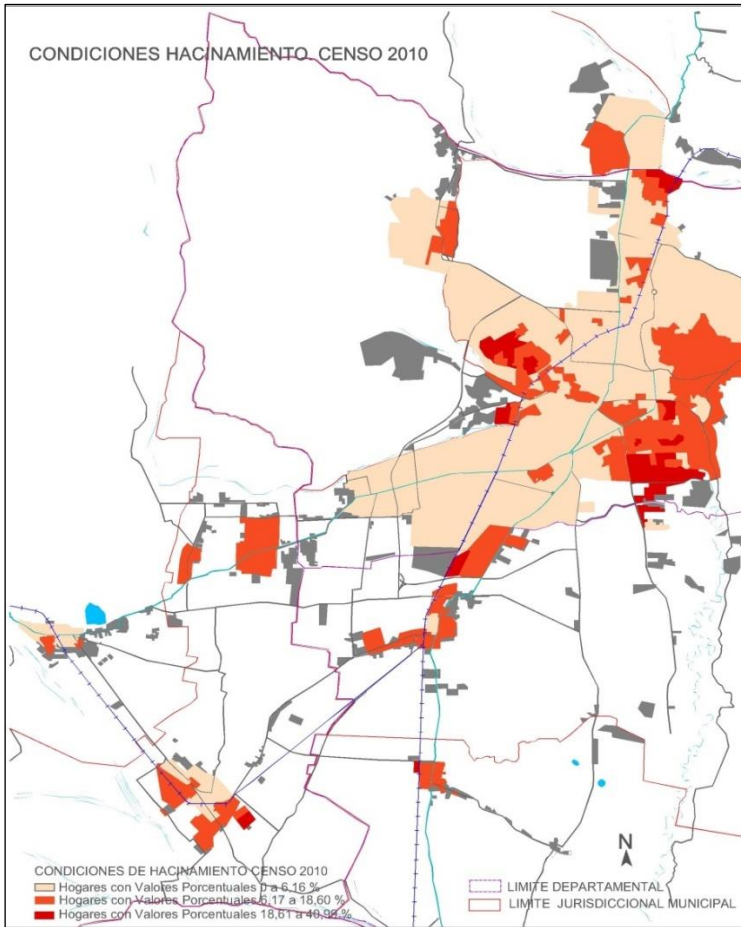 CONDICIONES HACINAMIENTO CENSO 2010
N
CONDICIONES DE HACINAMIENTO CENSO 2010
Hogares con Valores Porcentuales 0 a 6,16 %
Hogares con Valores Porcentuales 6,17 a 18,60 %
Hogares con Valores Porcentuales 18,61 a 40,99 %
LIMITE DEPARTAMENTAL
LIMITE JURISDICCIONAL MUNICIPAL